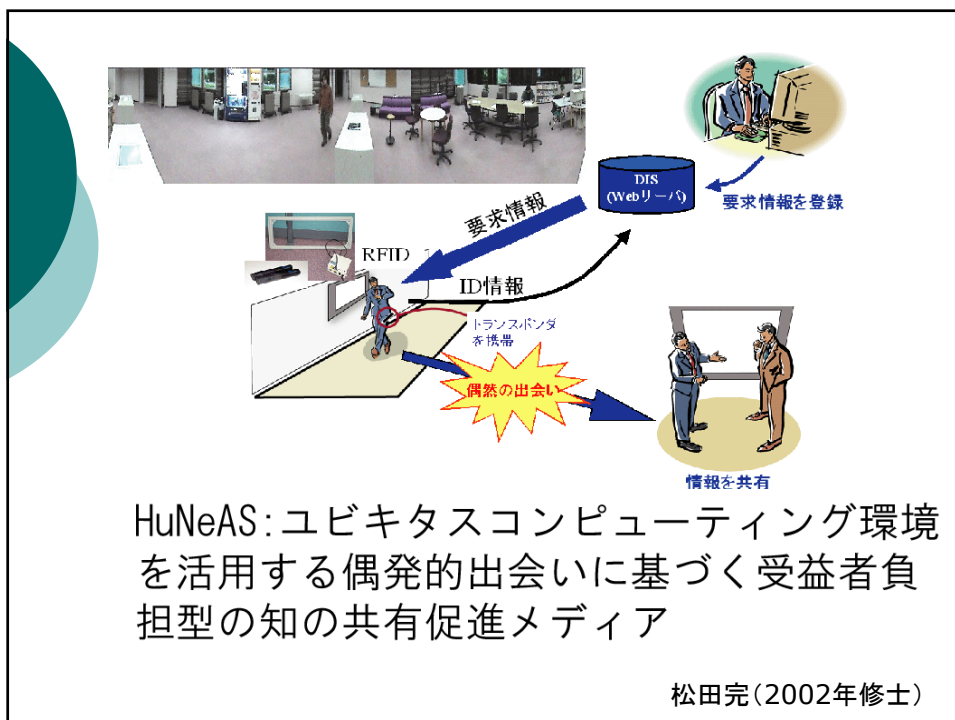 DIS
(Webリーバ)
要求情報を登録
要求情報
RFID
ID情報
トランスポンダ
を携帯
偶然の出会い
情報を共有
HuNeAS:ユビキタスコンピューティング環境
を活用する偶発的出会いに基づく受益者負
担型の知の共有促進メディア
松田完(2002年修士)